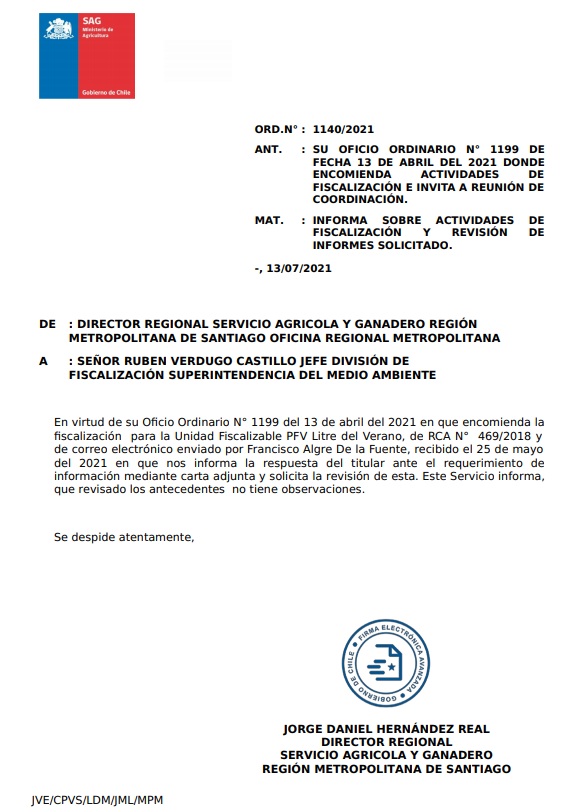 SAG
Ministerio de
Agricultura
Gobierno de Chile
ORD.N° : 1140/2021
ANT. : SU OFICIO ORDINARIO N° 1199 DE
FECHA 13 DE ABRIL DEL 2021 DONDE
ENCOMIENDA ACTIVIDADES DE
FISCALIZACIÓN E INVITA A REUNIÓN DE
COORDINACIÓN.
MAT. : INFORMA SOBRE ACTIVIDADES DE
FISCALIZACIÓN Y REVISIÓN DE
INFORMES SOLICITADO.
-, 13/07/2021
DE : DIRECTOR REGIONAL SERVICIO AGRICOLA Y GANADERO REGIÓN
METROPOLITANA DE SANTIAGO OFICINA REGIONAL METROPOLITANA
A : SEÑOR RUBEN VERDUGO CASTILLO JEFE DIVISIÓN DE
FISCALIZACIÓN SUPERINTENDENCIA DEL MEDIO AMBIENTE
En virtud de su Oficio Ordinario N° 1199 del 13 de abril del 2021 en que encomienda la
fiscalización para la Unidad Fiscalizable PFV Litre del Verano, de RCA N° 469/2018 y
de correo electrónico enviado por Francisco Algre De la Fuente, recibido el 25 de mayo
del 2021 en que nos informa la respuesta del titular ante el requerimiento de
información mediante carta adjunta y solicita la revisión de esta. Este Servicio informa,
que revisado los antecedentes no tiene observaciones.
Se despide atentamente,
FIRMA ELECTRÓNICA AVANZADA
GOBIERNO DE CHILE
JORGE DANIEL HERNÁNDEZ REAL
DIRECTOR REGIONAL
SERVICIO AGRICOLA Y GANADERO
REGIÓN METROPOLITANA DE SANTIAGO
JVE/CPVS/LDM/JML/MPM